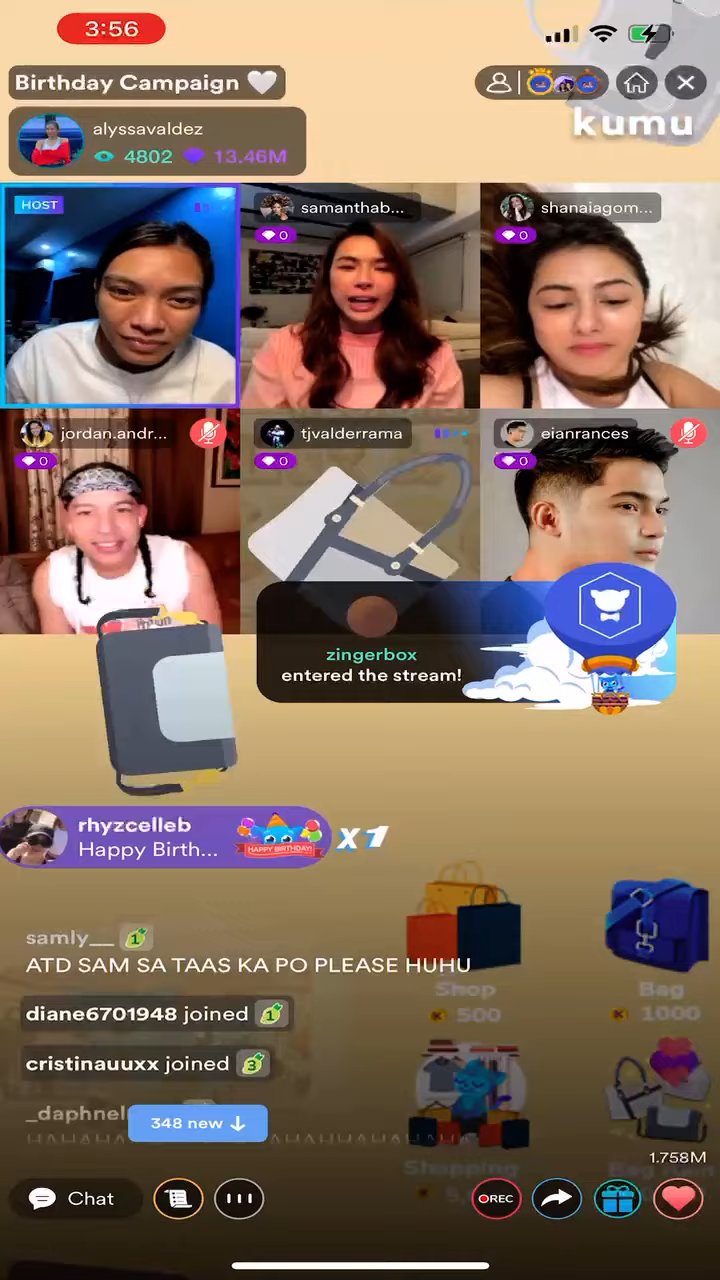 3:56
Birthday Campaign 🤍
kumu
alyssavaldez
4802 13.46M
HOST
samanthab...
0
shanaiagom...
0
jordan.andr...
0
tjvalderrama
0
eianrances
0
zingerbox
entered the stream!
rhyzcelleb
Happy Birth...
HAPPY BIRTHDAY!
x1
samly__ 1
ATD SAM SA TAAS KA PO PLEASE HUHU
Shop
500
Bag
1000
diane6701948 joined 1
cristinauuxx joined 3
_daphnel
348 new ↓
Shopping
1.758M
Chat
REC